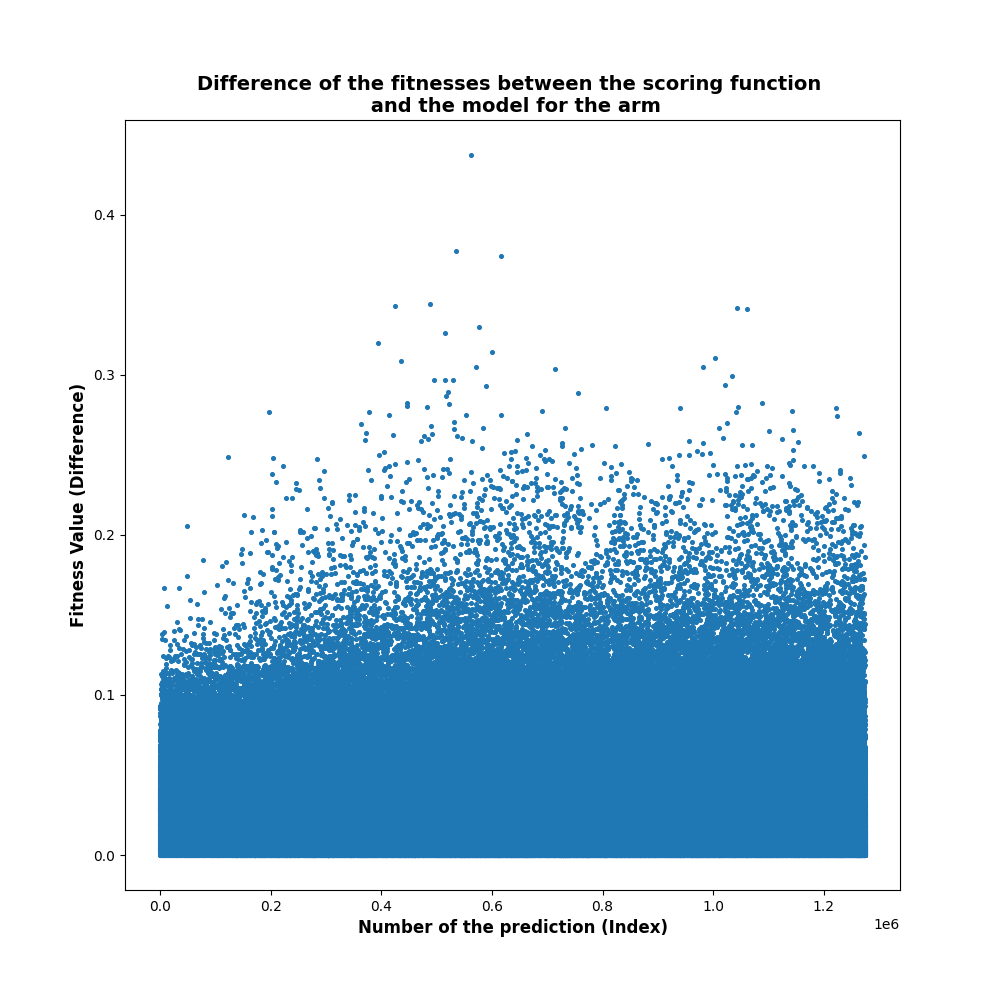 Difference of the fitnesses between the scoring function
and the model for the arm
Fitness Value (Difference)
0.4
0.3
0.2
0.1
0.0
0.0 0.2 0.4 0.6 0.8 1.0 1.2
1e6
Number of the prediction (Index)